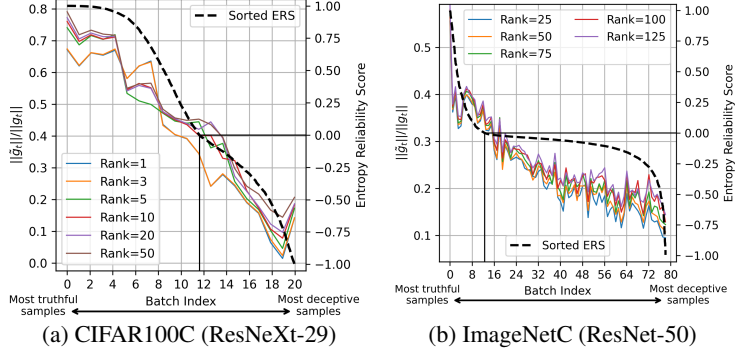 0.8
0.7
0.6
0.5
0.4
0.3
0.2
0.1
0.0
||g̃ₜ||/||gₜ||
Sorted ERS
Rank=1
Rank=3
Rank=5
Rank=10
Rank=20
Rank=50
1.00
0.75
0.50
0.25
0.00
−0.25
−0.50
−0.75
−1.00
Entropy Reliability Score
0 2 4 6 8 10 12 14 16 18 20
Most truthful
samples
Batch Index
Most deceptive
samples
(a) CIFAR100C (ResNeXt-29)
0.5
0.4
0.3
0.2
0.1
||g̃ₜ||/||gₜ||
Rank=25
Rank=50
Rank=75
Rank=100
Rank=125
Sorted ERS
1.00
0.75
0.50
0.25
0.00
−0.25
−0.50
−0.75
−1.00
Entropy Reliability Score
0 8 16 24 32 40 48 56 64 72 80
Most truthful
samples
Batch Index
Most deceptive
samples
(b) ImageNetC (ResNet-50)